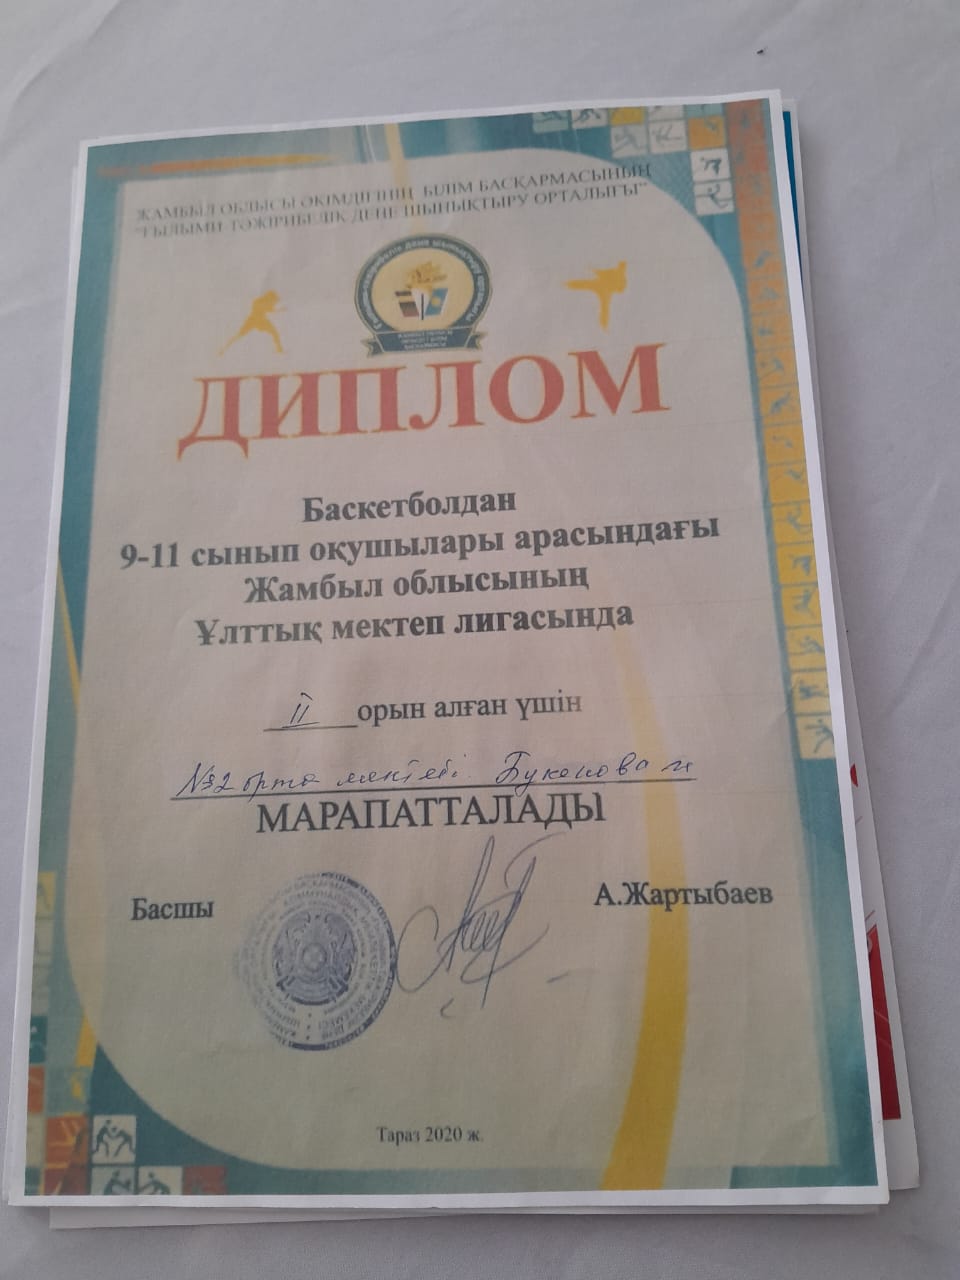 ЖАМБЫЛ ОБЛЫСЫ ӘКІМДІГІНІҢ БІЛІМ БАСҚАРМАСЫНЫҢ
"ҒЫЛЫМИ-ТӘЖІРИБЕЛІК ДЕНЕ ШЫНЫҚТЫРУ ОРТАЛЫҒЫ"
ДИПЛОМ
Баскетболдан
9-11 сынып оқушылары арасындағы
Жамбыл облысының
Ұлттық мектеп лигасында
II орын алған үшін
№2 орта мектебі. Букенова
МАРАПАТТАЛАДЫ
Басшы
А.Жартыбаев
Тараз 2020 ж.